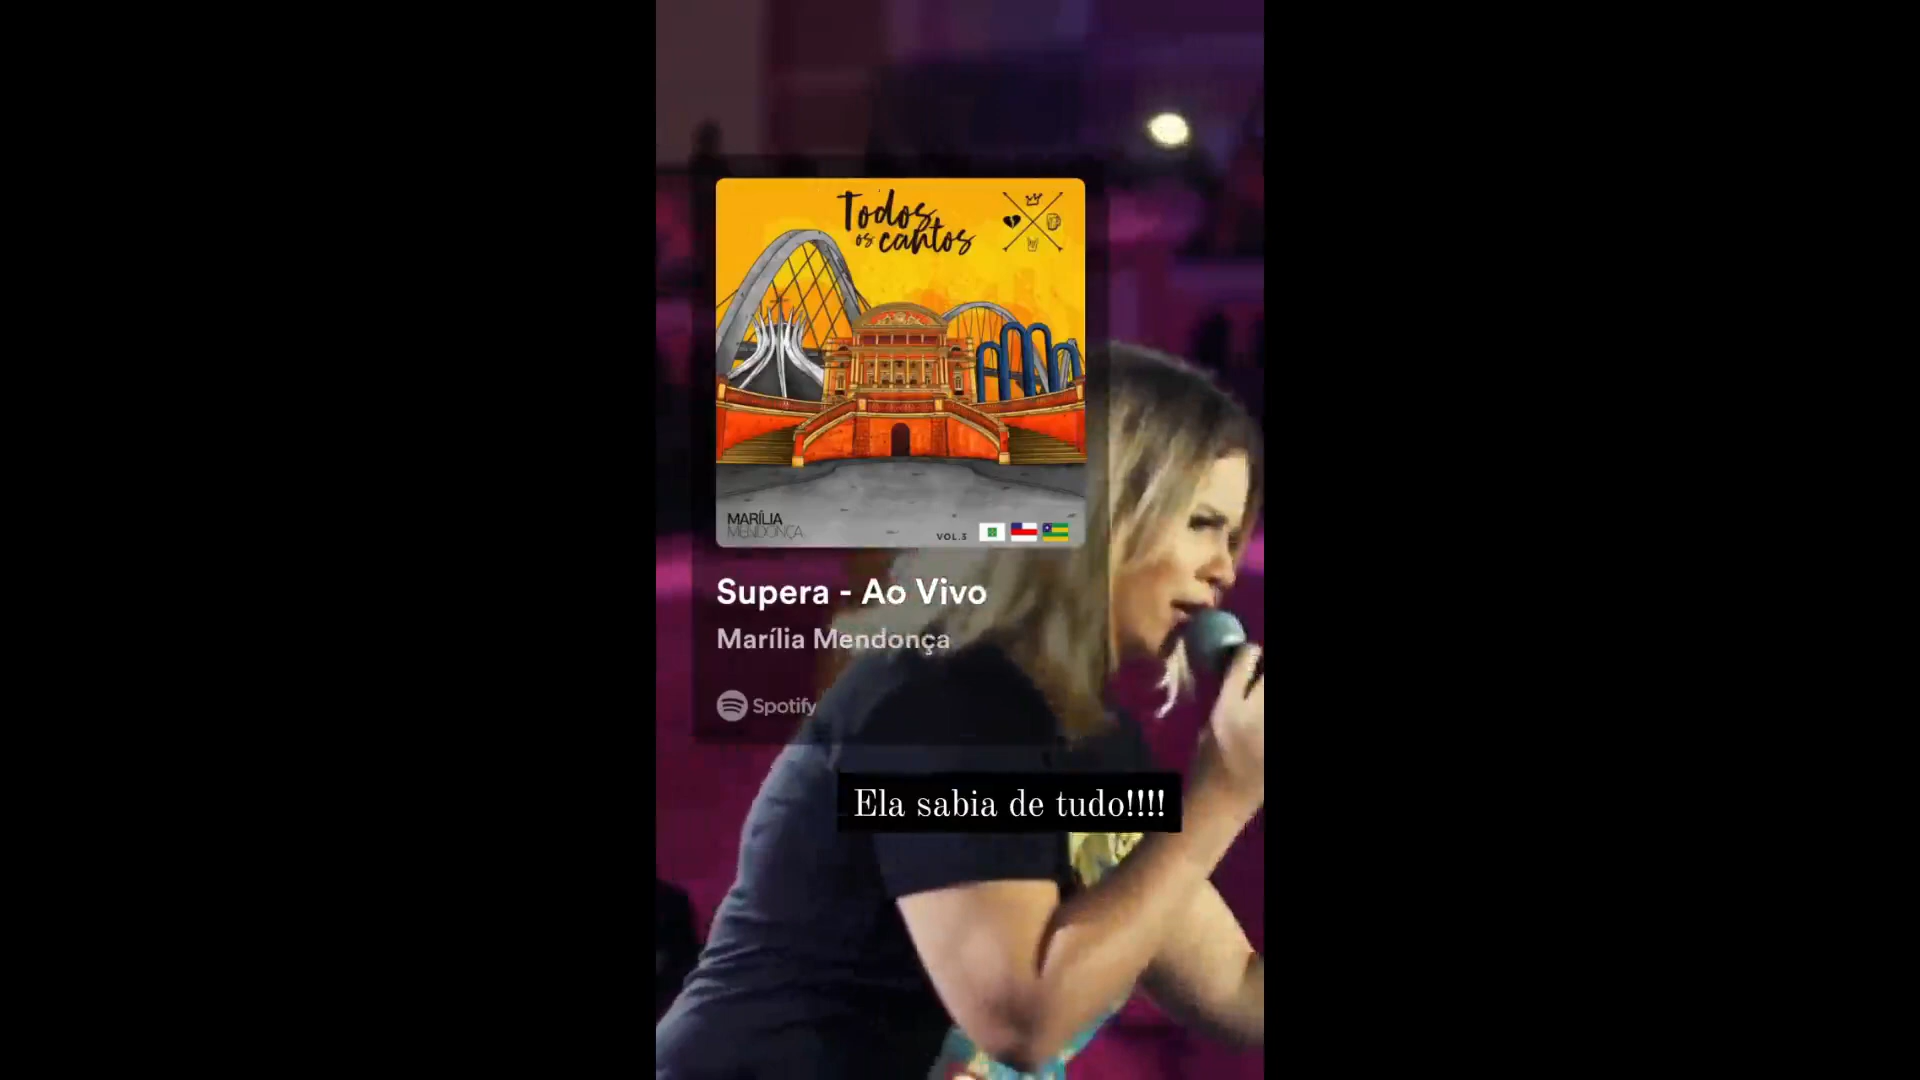 Todos
os cantos
MARÍLIA
MENDONÇA
VOL.3
Supera - Ao Vivo
Marília Mendonça
Spotify
Ela sabia de tudo!!!!